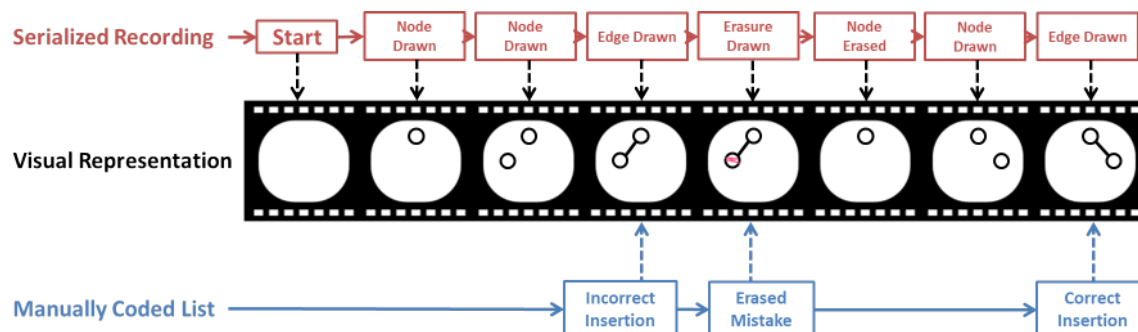 Serialized Recording
Start
Node
Drawn
Node
Drawn
Edge Drawn
Erasure
Drawn
Node
Erased
Node
Drawn
Edge Drawn
Visual Representation
Manually Coded List
Incorrect
Insertion
Erased
Mistake
Correct
Insertion